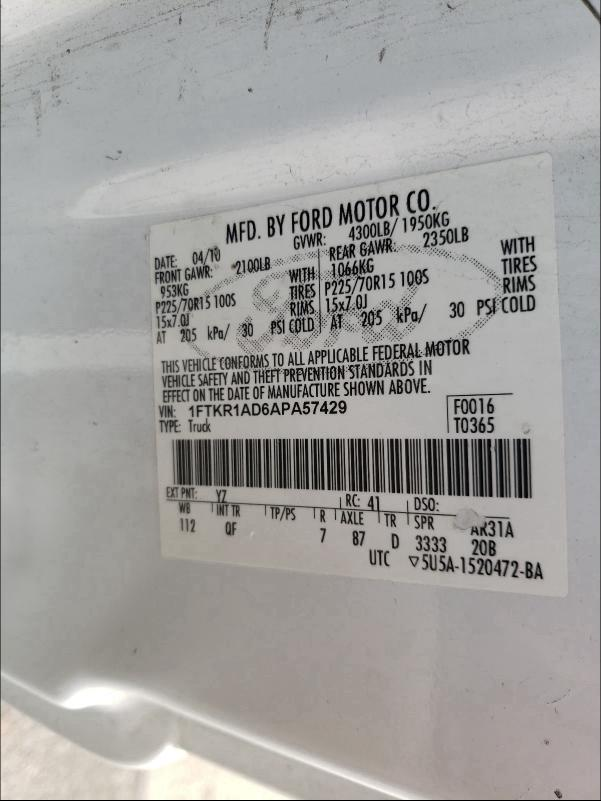 MFD. BY FORD MOTOR CO.
DATE: 04/10 GVWR: 4300LB/ 1950KG
FRONT GAWR: 2100LB REAR GAWR: 2350LB
953KG WITH 1066KG WITH
P225/70R15 100S TIRES P225/70R15 100S TIRES
15x7.0J RIMS 15x7.0J RIMS
AT 205 kPa/ 30 PSI COLD AT 205 kPa/ 30 PSI COLD
THIS VEHICLE CONFORMS TO ALL APPLICABLE FEDERAL MOTOR
VEHICLE SAFETY AND THEFT PREVENTION STANDARDS IN
EFFECT ON THE DATE OF MANUFACTURE SHOWN ABOVE.
VIN: 1FTKR1AD6APA57429 F0016
TYPE: Truck T0365
EXT PNT: YZ RC: 41 DSO:
WB INT TR TP/PS R AXLE TR SPR AR31A
112 QF 7 87 D 3333 20B
UTC ▽5U5A-1520472-BA